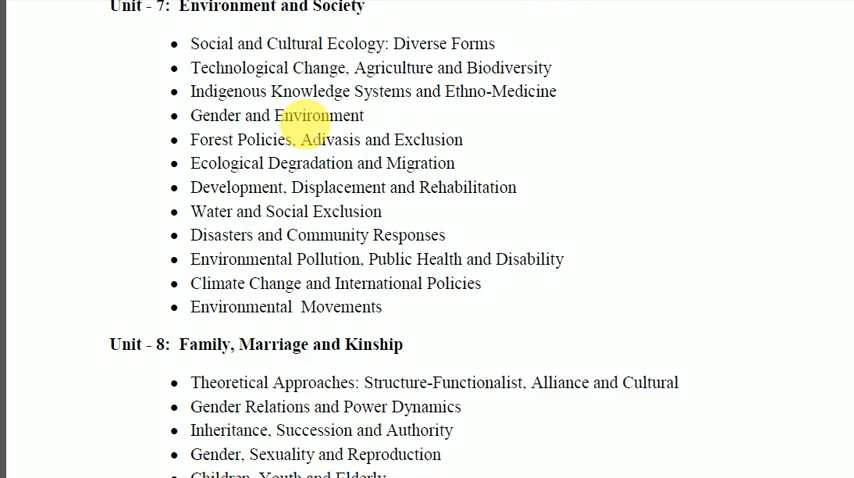 Unit - 7: Environment and Society
• Social and Cultural Ecology: Diverse Forms
• Technological Change, Agriculture and Biodiversity
• Indigenous Knowledge Systems and Ethno-Medicine
• Gender and Environment
• Forest Policies, Adivasis and Exclusion
• Ecological Degradation and Migration
• Development, Displacement and Rehabilitation
• Water and Social Exclusion
• Disasters and Community Responses
• Environmental Pollution, Public Health and Disability
• Climate Change and International Policies
• Environmental Movements
Unit - 8: Family, Marriage and Kinship
• Theoretical Approaches: Structure-Functionalist, Alliance and Cultural
• Gender Relations and Power Dynamics
• Inheritance, Succession and Authority
• Gender, Sexuality and Reproduction
• Children, Youth and Elderly